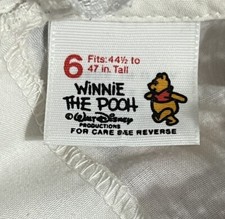 6 Fits: 44½ to
47 in. Tall
WiNNiE
THE POOH
© WALT DiSNEY
PRODUCTIONS
FOR CARE SEE REVERSE